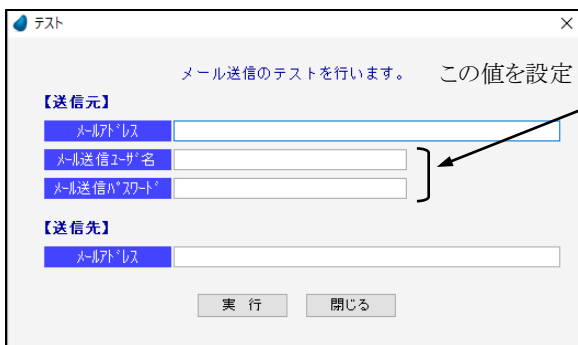 テスト
メール送信のテストを行います。 この値を設定
【送信元】
ﾒｰﾙｱﾄﾞﾚｽ
ﾒｰﾙ送信ﾕｰｻﾞ名
ﾒｰﾙ送信ﾊﾟｽﾜｰﾄﾞ
【送信先】
ﾒｰﾙｱﾄﾞﾚｽ
実 行 閉じる